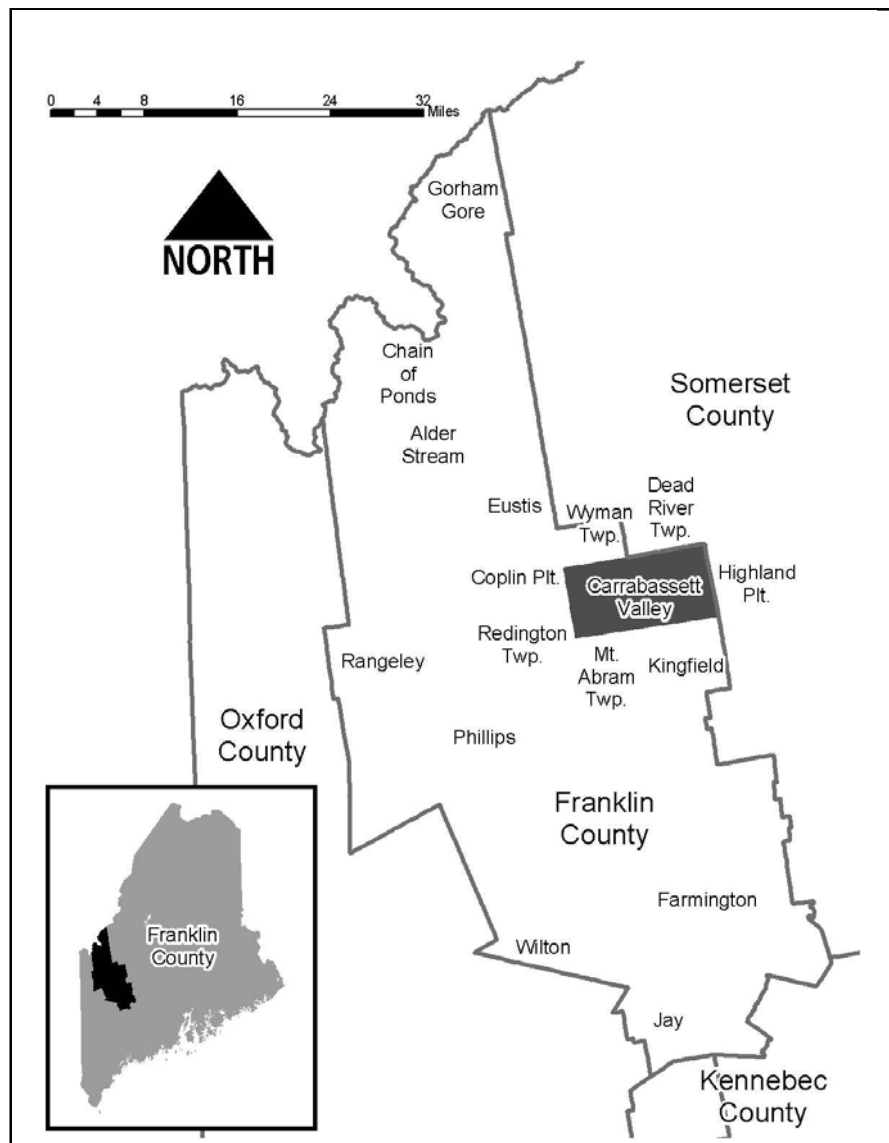 0 4 8 16 24 32
Miles
NORTH
Gorham
Gore
Chain
of
Ponds
Alder
Stream
Somerset
County
Eustis
Wyman
Twp.
Dead
River
Twp.
Coplin Plt.
Carrabassett
Valley
Highland
Plt.
Redington
Twp.
Mt.
Abram
Twp.
Kingfield
Rangeley
Oxford
County
Phillips
Franklin
County
Farmington
Wilton
Jay
Kennebec
County
Franklin
County